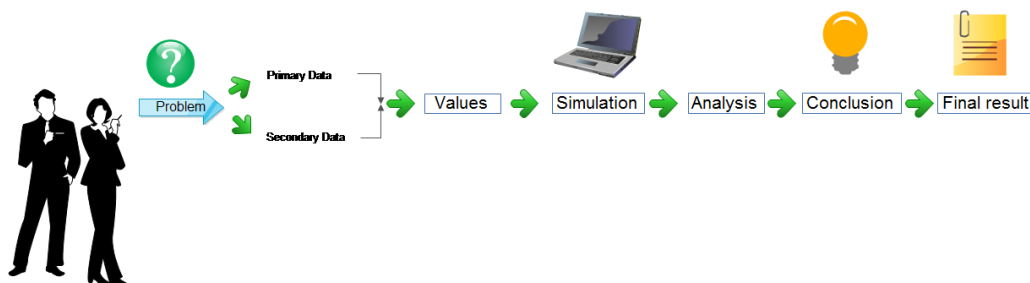 ?
Problem
Primary Data
Secondary Data
Values
Simulation
Analysis
Conclusion
Final result